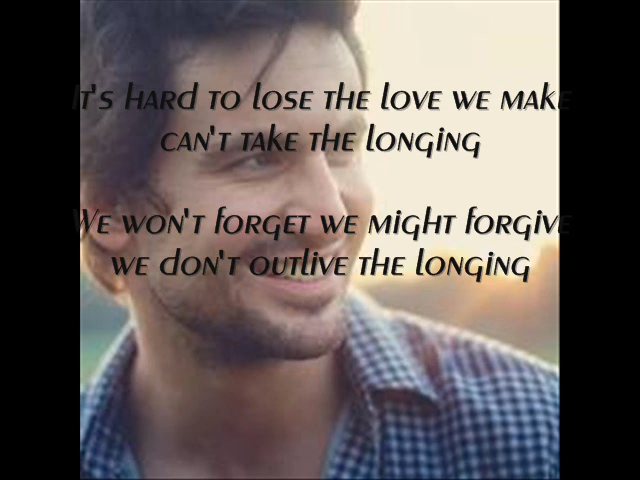 It's hard to lose the love we make
can't take the longing
We won't forget we might forgive
we don't outlive the longing